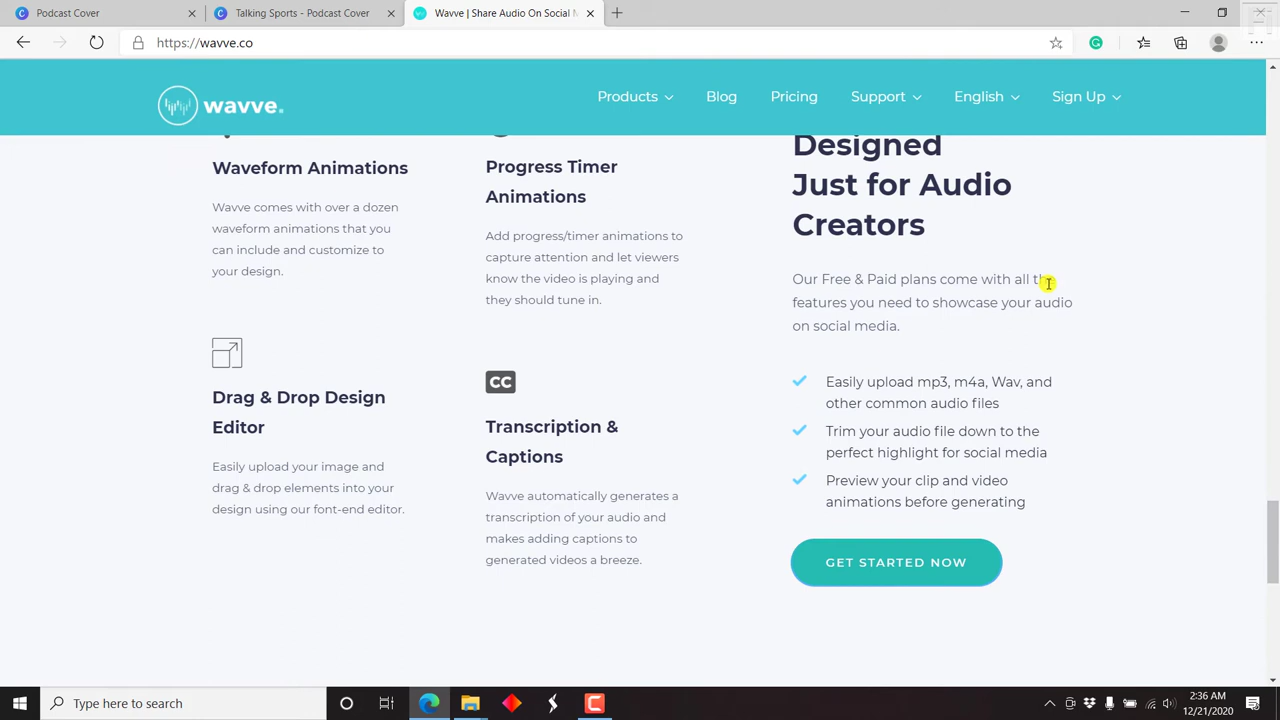 Podcast Cover
Talking Sports - Podcast Cover
Wavve | Share Audio On Social
https://wavve.co
wavve.
Products
Blog
Pricing
Support
English
Sign Up
Waveform Animations
Wavve comes with over a dozen
waveform animations that you
can include and customize to
your design.
Drag & Drop Design
Editor
Easily upload your image and
drag & drop elements into your
design using our font-end editor.
Progress Timer
Animations
Add progress/timer animations to
capture attention and let viewers
know the video is playing and
they should tune in.
CC
Transcription &
Captions
Wavve automatically generates a
transcription of your audio and
makes adding captions to
generated videos a breeze.
Designed
Just for Audio
Creators
Our Free & Paid plans come with all the
features you need to showcase your audio
on social media.
Easily upload mp3, m4a, Wav, and
other common audio files
Trim your audio file down to the
perfect highlight for social media
Preview your clip and video
animations before generating
GET STARTED NOW
Type here to search
2:36 AM
12/21/2020